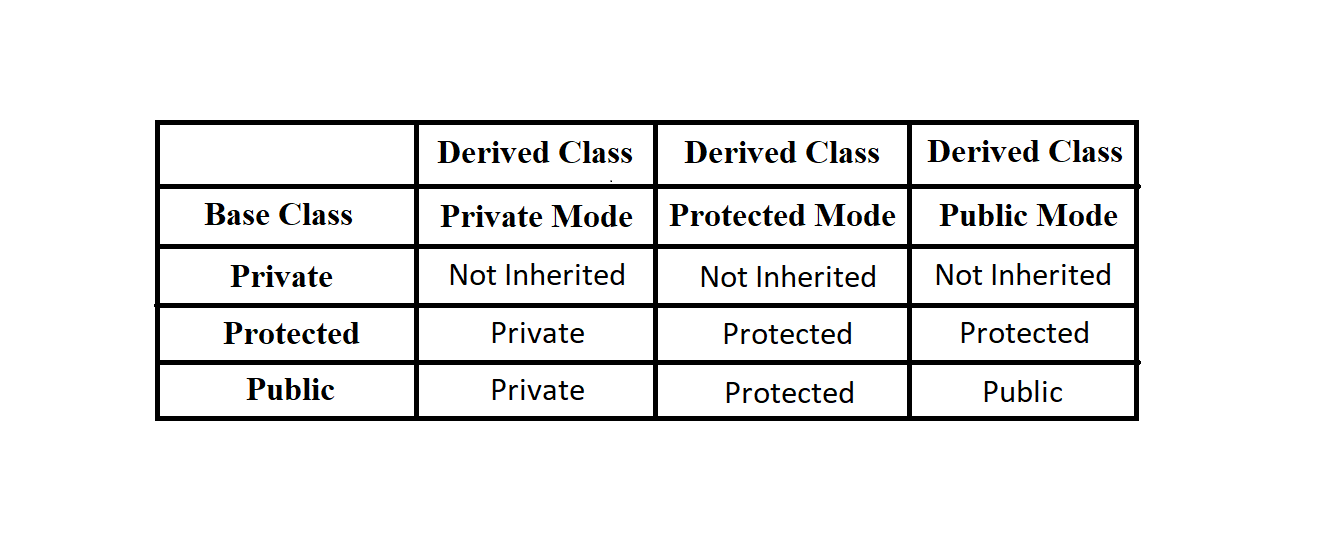 Derived Class Derived Class Derived Class
Base Class Private Mode Protected Mode Public Mode
Private Not Inherited Not Inherited Not Inherited
Protected Private Protected Protected
Public Private Protected Public